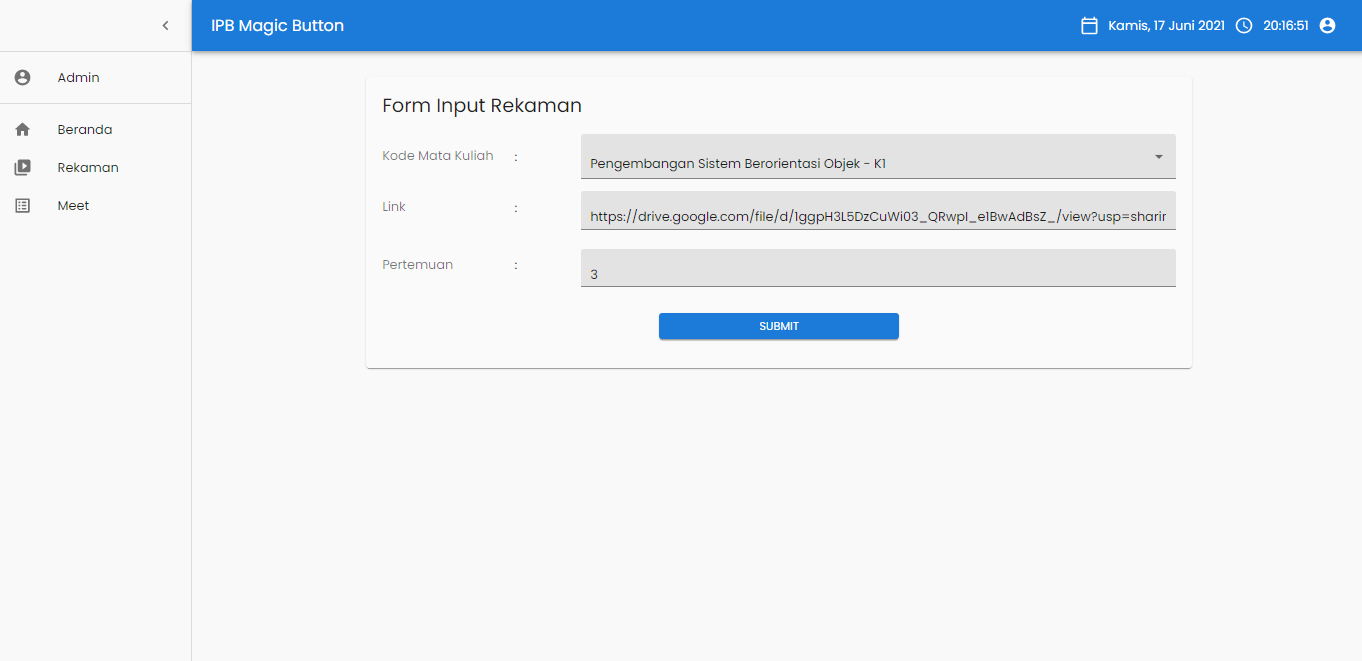 IPB Magic Button
Kamis, 17 Juni 2021
20:16:51
Admin
Beranda
Rekaman
Meet
Form Input Rekaman
Kode Mata Kuliah : Pengembangan Sistem Berorientasi Objek - K1
Link : https://drive.google.com/file/d/1ggpH3L5DzCuWi03_QRwpI_e1BwAdBsZ_/view?usp=sharir
Pertemuan : 3
SUBMIT